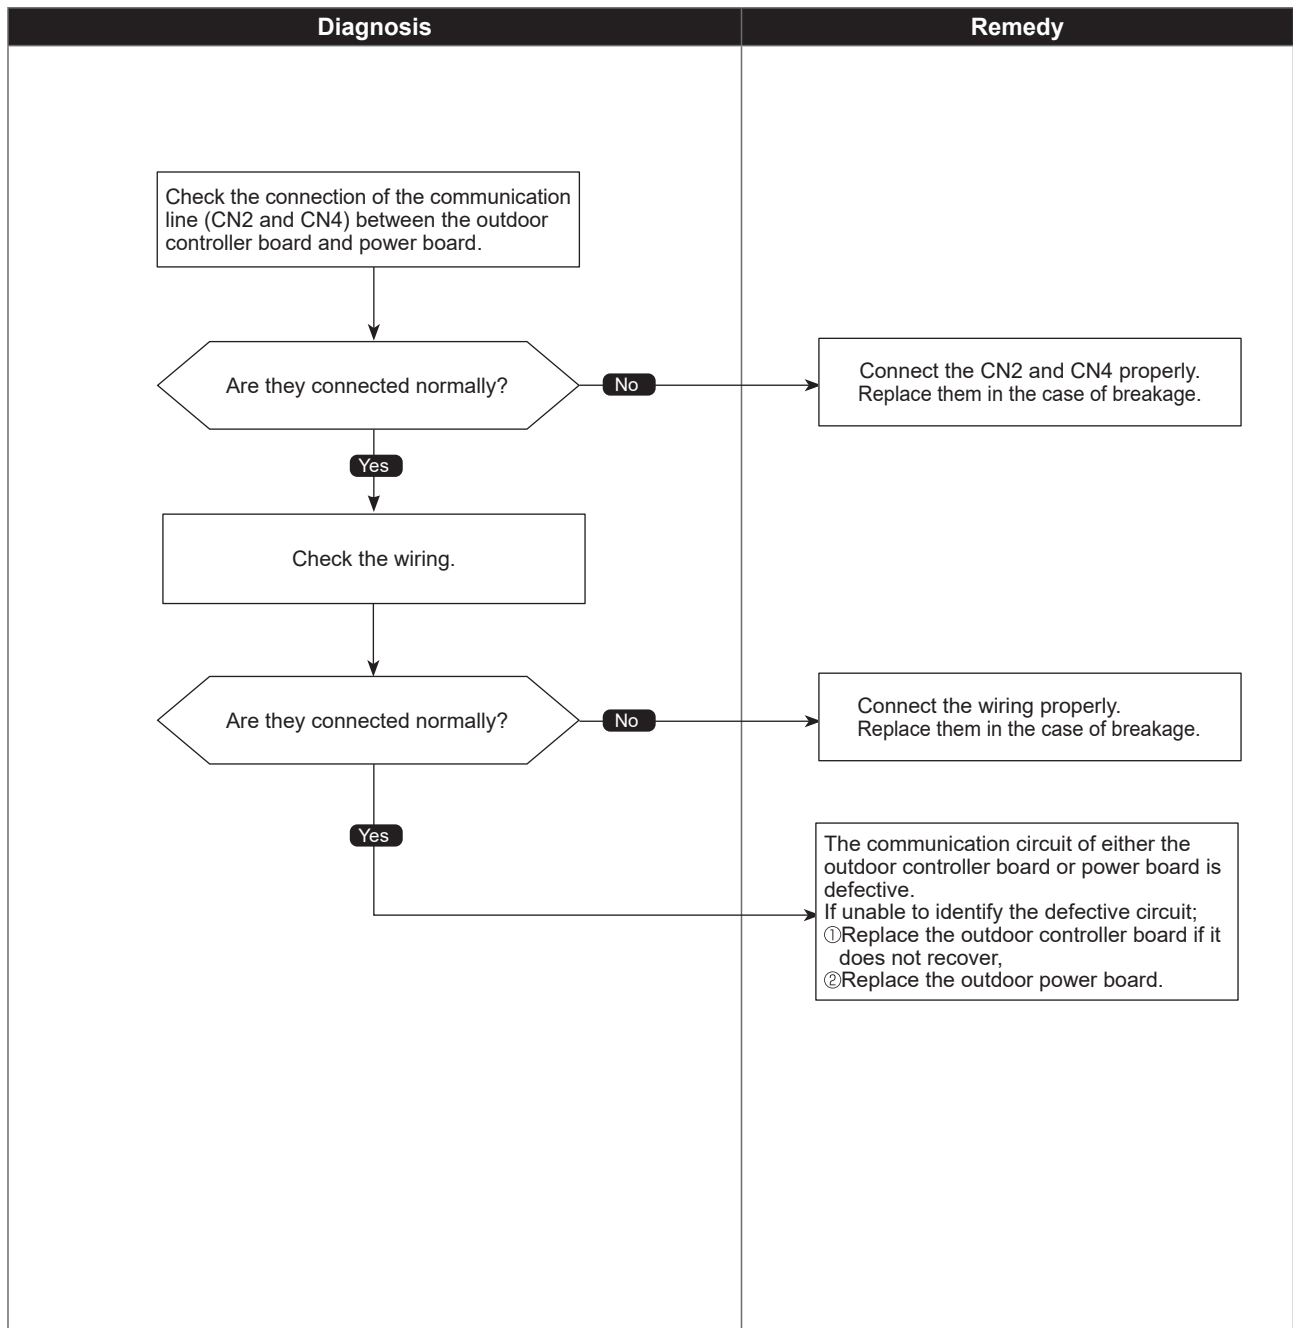 Diagnosis
Remedy
Check the connection of the communication
line (CN2 and CN4) between the outdoor
controller board and power board.
Are they connected normally?
No
Connect the CN2 and CN4 properly.
Replace them in the case of breakage.
Yes
Check the wiring.
Are they connected normally?
No
Connect the wiring properly.
Replace them in the case of breakage.
Yes
The communication circuit of either the
outdoor controller board or power board is
defective.
If unable to identify the defective circuit;
①Replace the outdoor controller board if it
does not recover,
②Replace the outdoor power board.